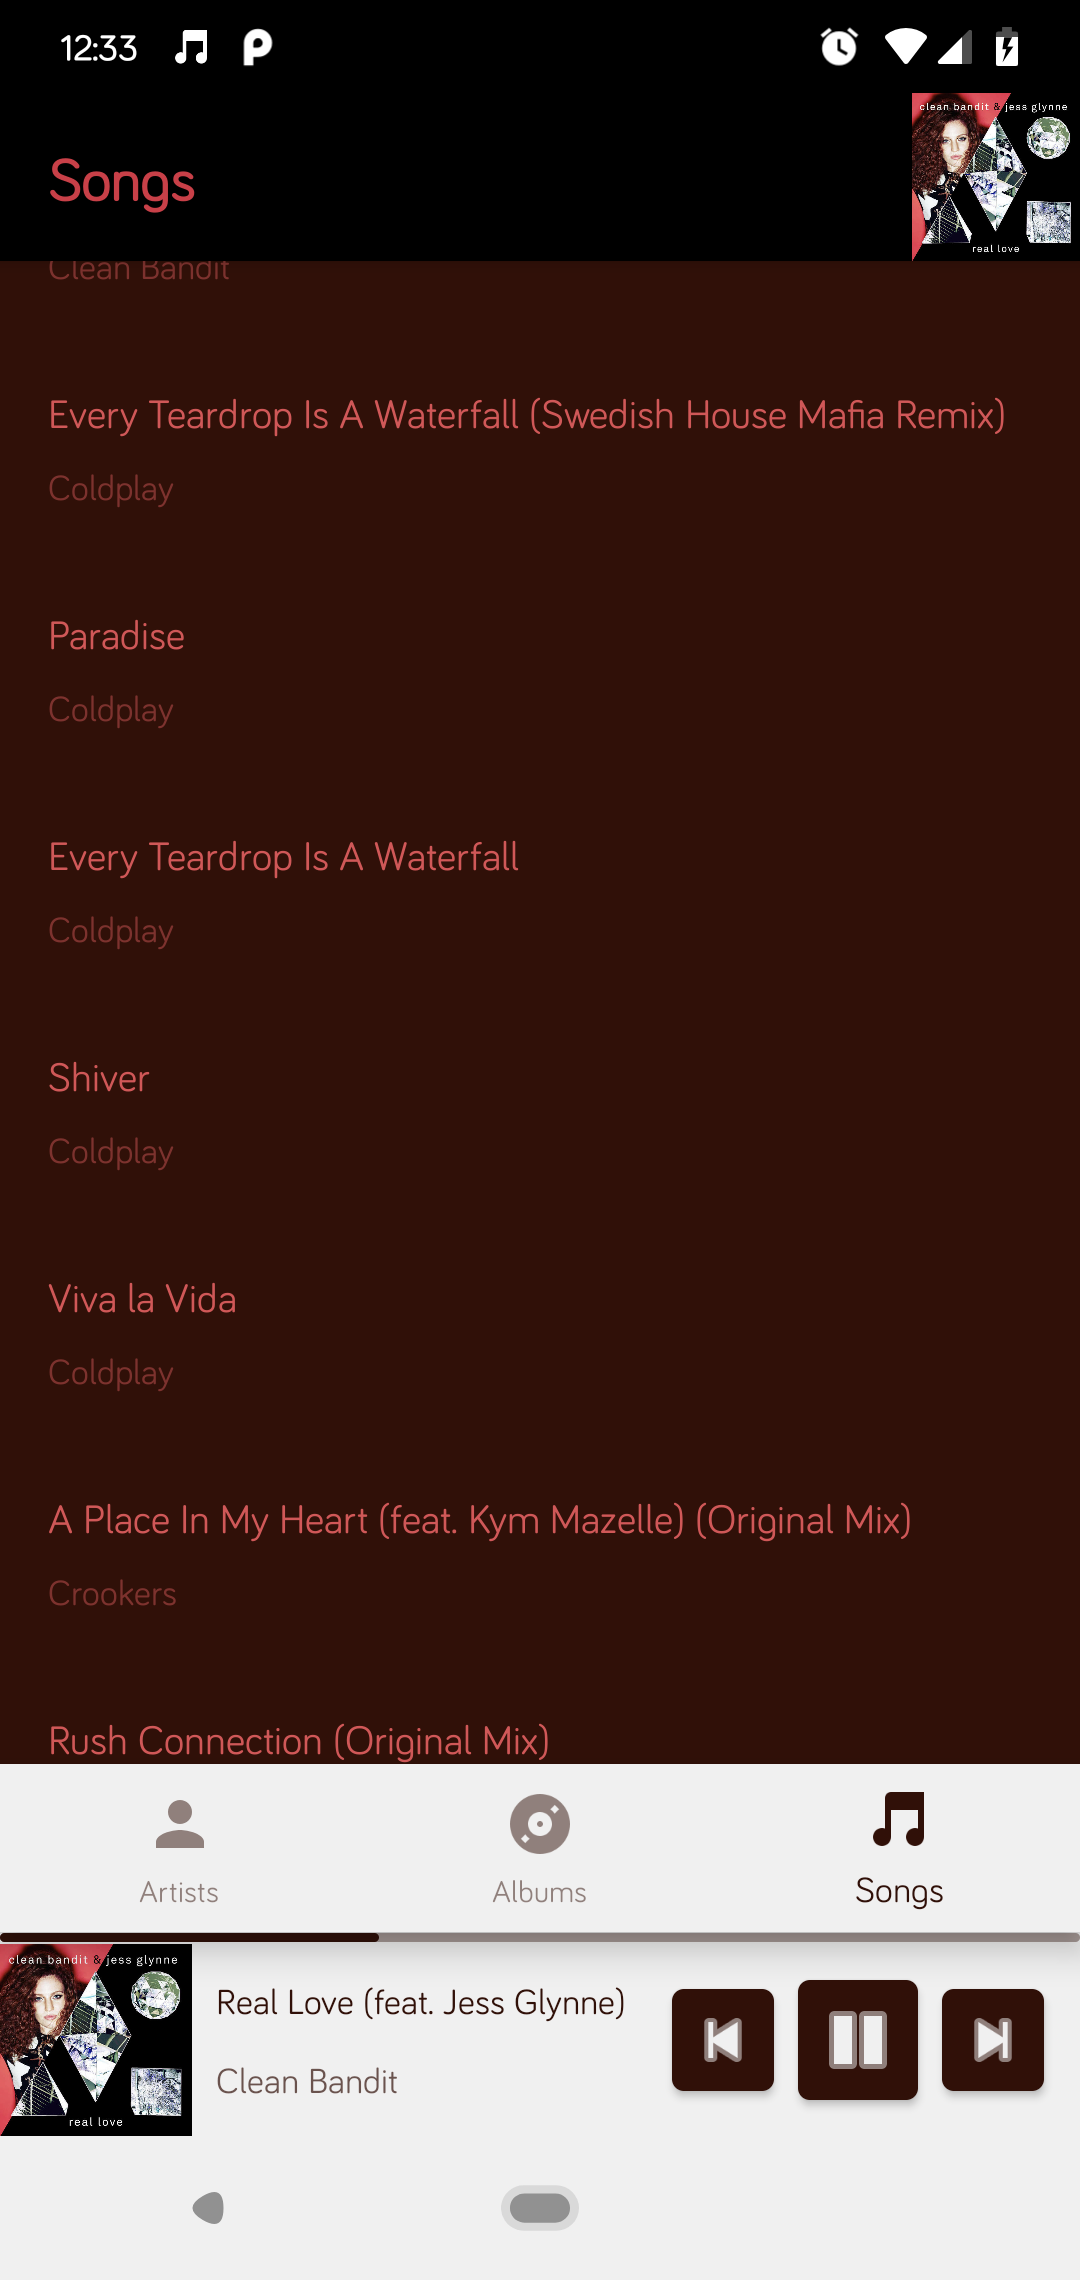 12:33
clean bandit & jess glynne
Songs
real love
Clean Bandit
Every Teardrop Is A Waterfall (Swedish House Mafia Remix)
Coldplay
Paradise
Coldplay
Every Teardrop Is A Waterfall
Coldplay
Shiver
Coldplay
Viva la Vida
Coldplay
A Place In My Heart (feat. Kym Mazelle) (Original Mix)
Crookers
Rush Connection (Original Mix)
Artists
Albums
Songs
clean bandit & jess glynne
real love
Real Love (feat. Jess Glynne)
Clean Bandit